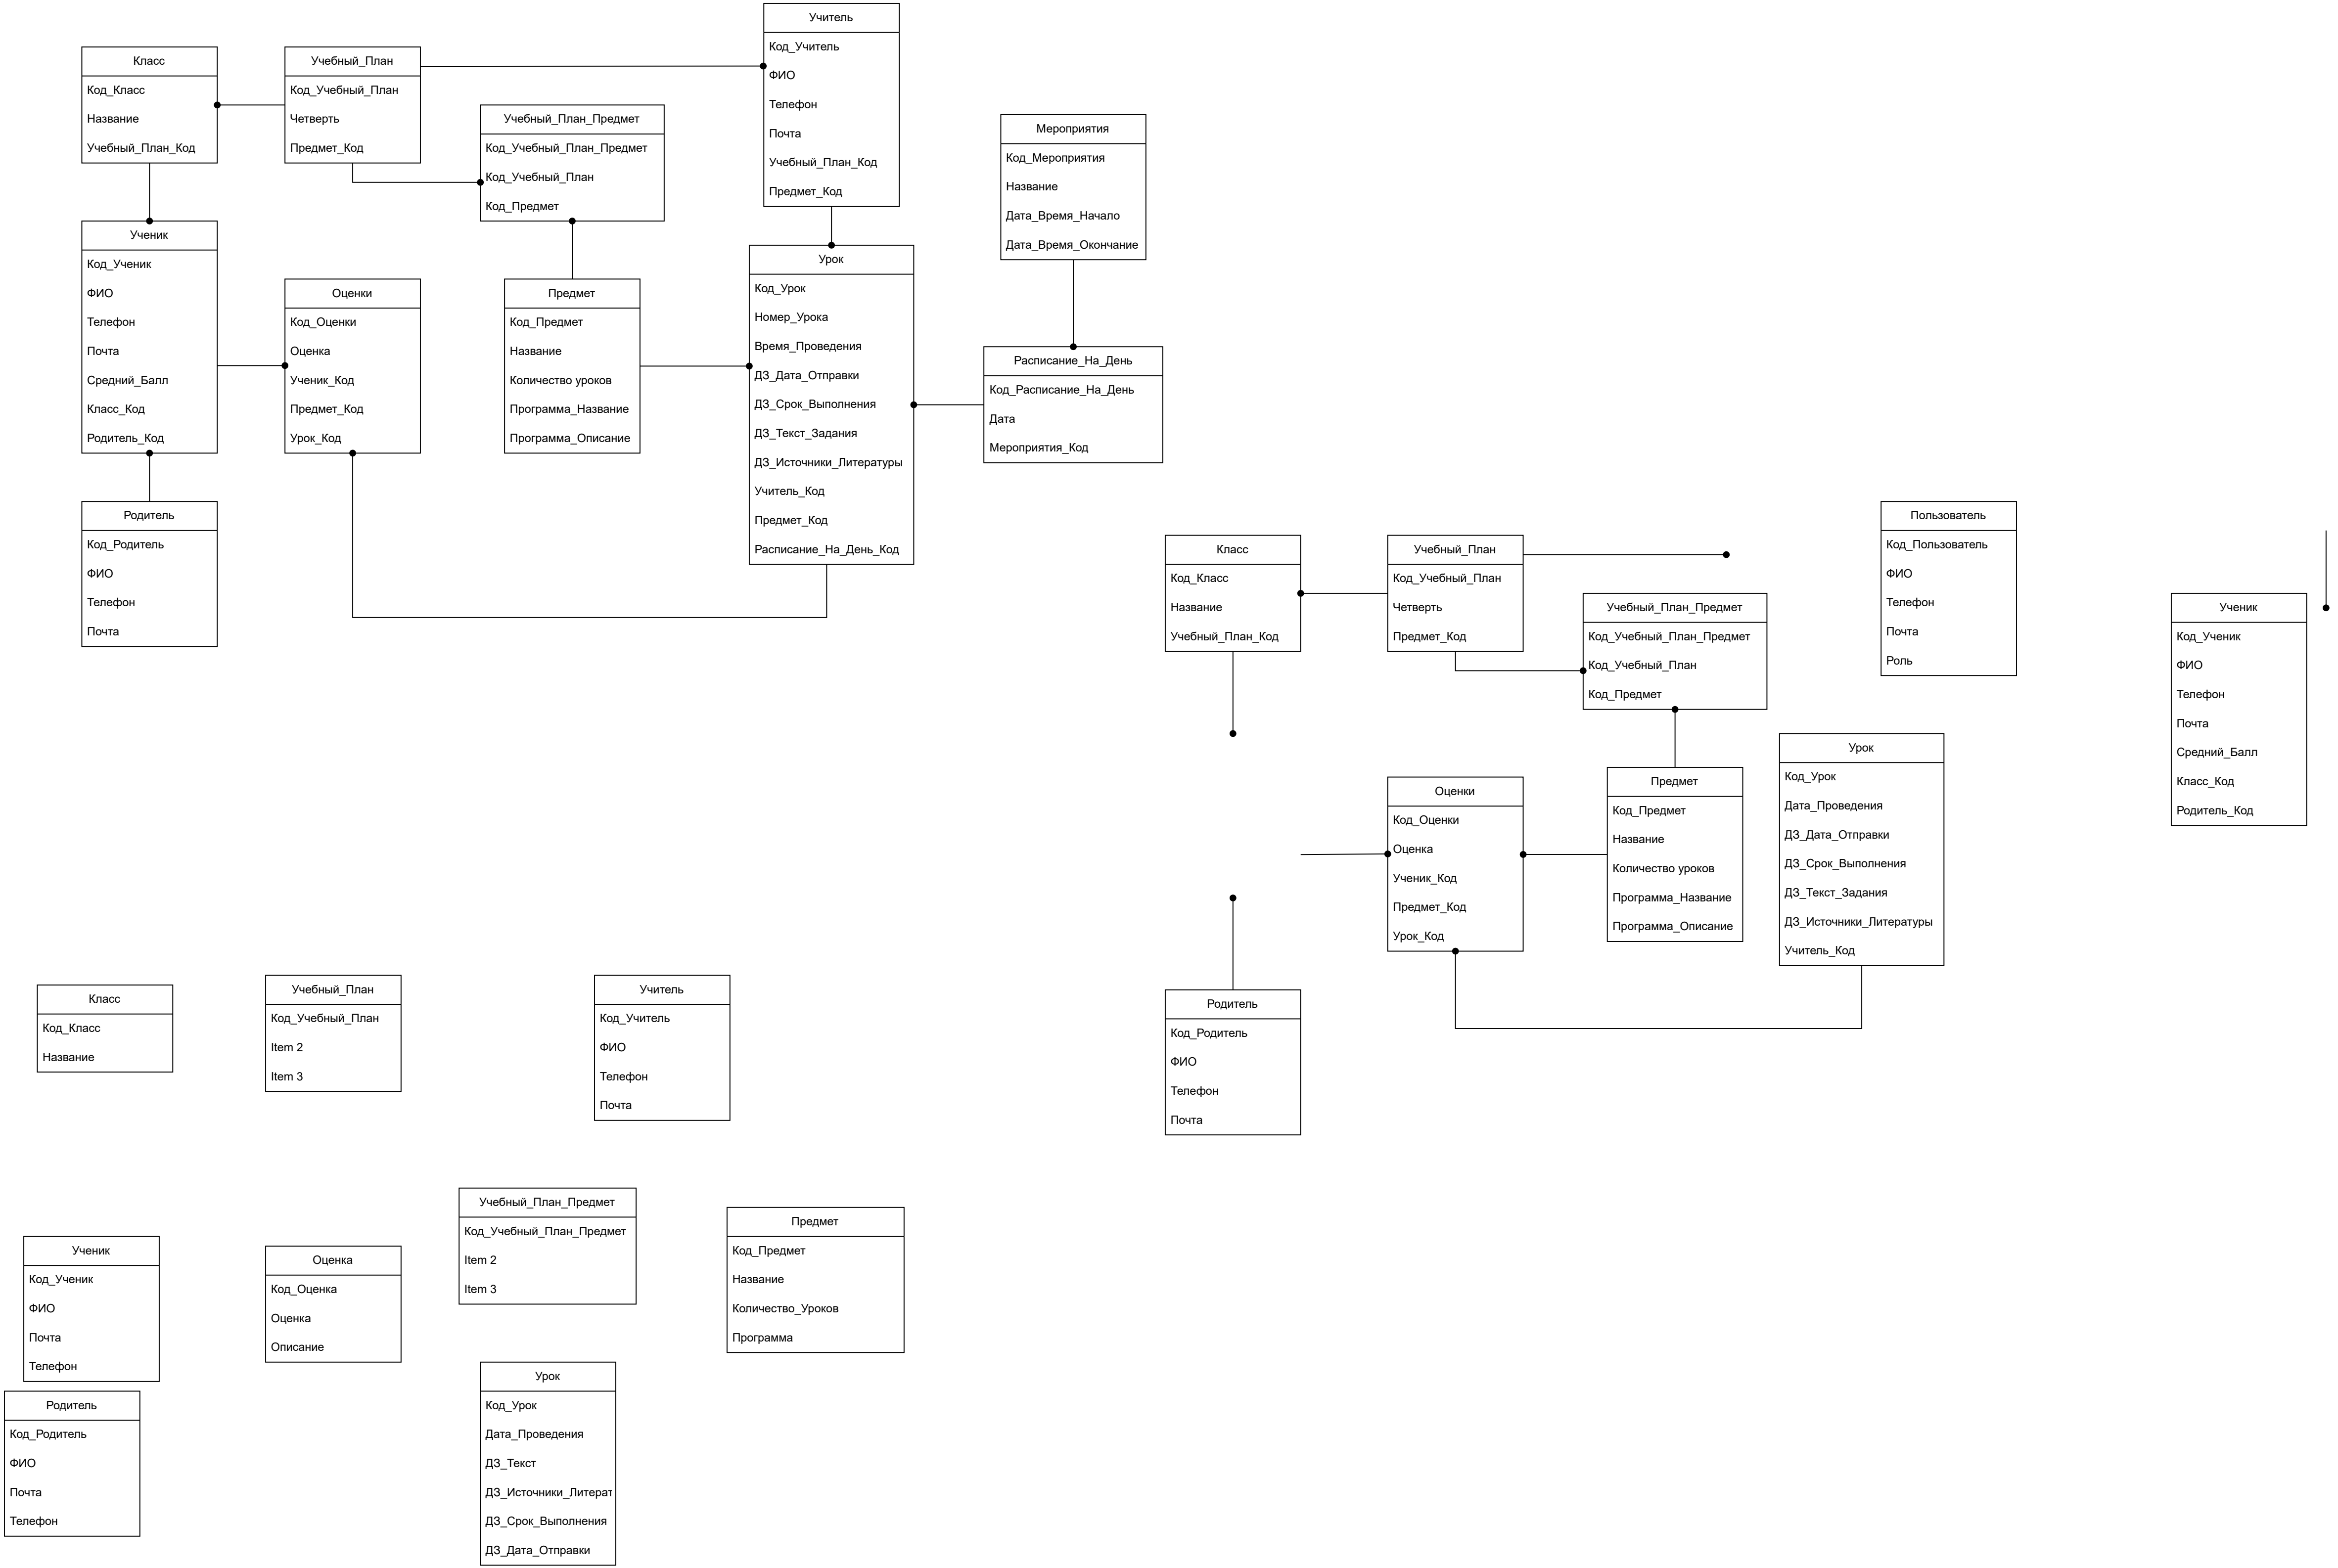 Учитель
Код_Учитель
ФИО
Телефон
Почта
Учебный_План_Код
Предмет_Код
Класс
Код_Класс
Название
Учебный_План_Код
Учебный_План
Код_Учебный_План
Четверть
Предмет_Код
Учебный_План_Предмет
Код_Учебный_План_Предмет
Код_Учебный_План
Код_Предмет
Мероприятия
Код_Мероприятия
Название
Дата_Время_Начало
Дата_Время_Окончание
Ученик
Код_Ученик
ФИО
Телефон
Почта
Средний_Балл
Класс_Код
Родитель_Код
Оценки
Код_Оценки
Оценка
Ученик_Код
Предмет_Код
Урок_Код
Предмет
Код_Предмет
Название
Количество уроков
Программа_Название
Программа_Описание
Урок
Код_Урок
Номер_Урока
Время_Проведения
ДЗ_Дата_Отправки
ДЗ_Срок_Выполнения
ДЗ_Текст_Задания
ДЗ_Источники_Литературы
Учитель_Код
Предмет_Код
Расписание_На_День_Код
Расписание_На_День
Код_Расписание_На_День
Дата
Мероприятия_Код
Родитель
Код_Родитель
ФИО
Телефон
Почта
Класс
Код_Класс
Название
Учебный_План_Код
Учебный_План
Код_Учебный_План
Четверть
Предмет_Код
Учебный_План_Предмет
Код_Учебный_План_Предмет
Код_Учебный_План
Код_Предмет
Пользователь
Код_Пользователь
ФИО
Телефон
Почта
Роль
Ученик
Код_Ученик
ФИО
Телефон
Почта
Средний_Балл
Класс_Код
Родитель_Код
Оценки
Код_Оценки
Оценка
Ученик_Код
Предмет_Код
Урок_Код
Предмет
Код_Предмет
Название
Количество уроков
Программа_Название
Программа_Описание
Урок
Код_Урок
Дата_Проведения
ДЗ_Дата_Отправки
ДЗ_Срок_Выполнения
ДЗ_Текст_Задания
ДЗ_Источники_Литературы
Учитель_Код
Родитель
Код_Родитель
ФИО
Телефон
Почта
Класс
Код_Класс
Название
Учебный_План
Код_Учебный_План
Item 2
Item 3
Учитель
Код_Учитель
ФИО
Телефон
Почта
Ученик
Код_Ученик
ФИО
Почта
Телефон
Оценка
Код_Оценка
Оценка
Описание
Учебный_План_Предмет
Код_Учебный_План_Предмет
Item 2
Item 3
Предмет
Код_Предмет
Название
Количество_Уроков
Программа
Родитель
Код_Родитель
ФИО
Почта
Телефон
Урок
Код_Урок
Дата_Проведения
ДЗ_Текст
ДЗ_Источники_Литерат
ДЗ_Срок_Выполнения
ДЗ_Дата_Отправки